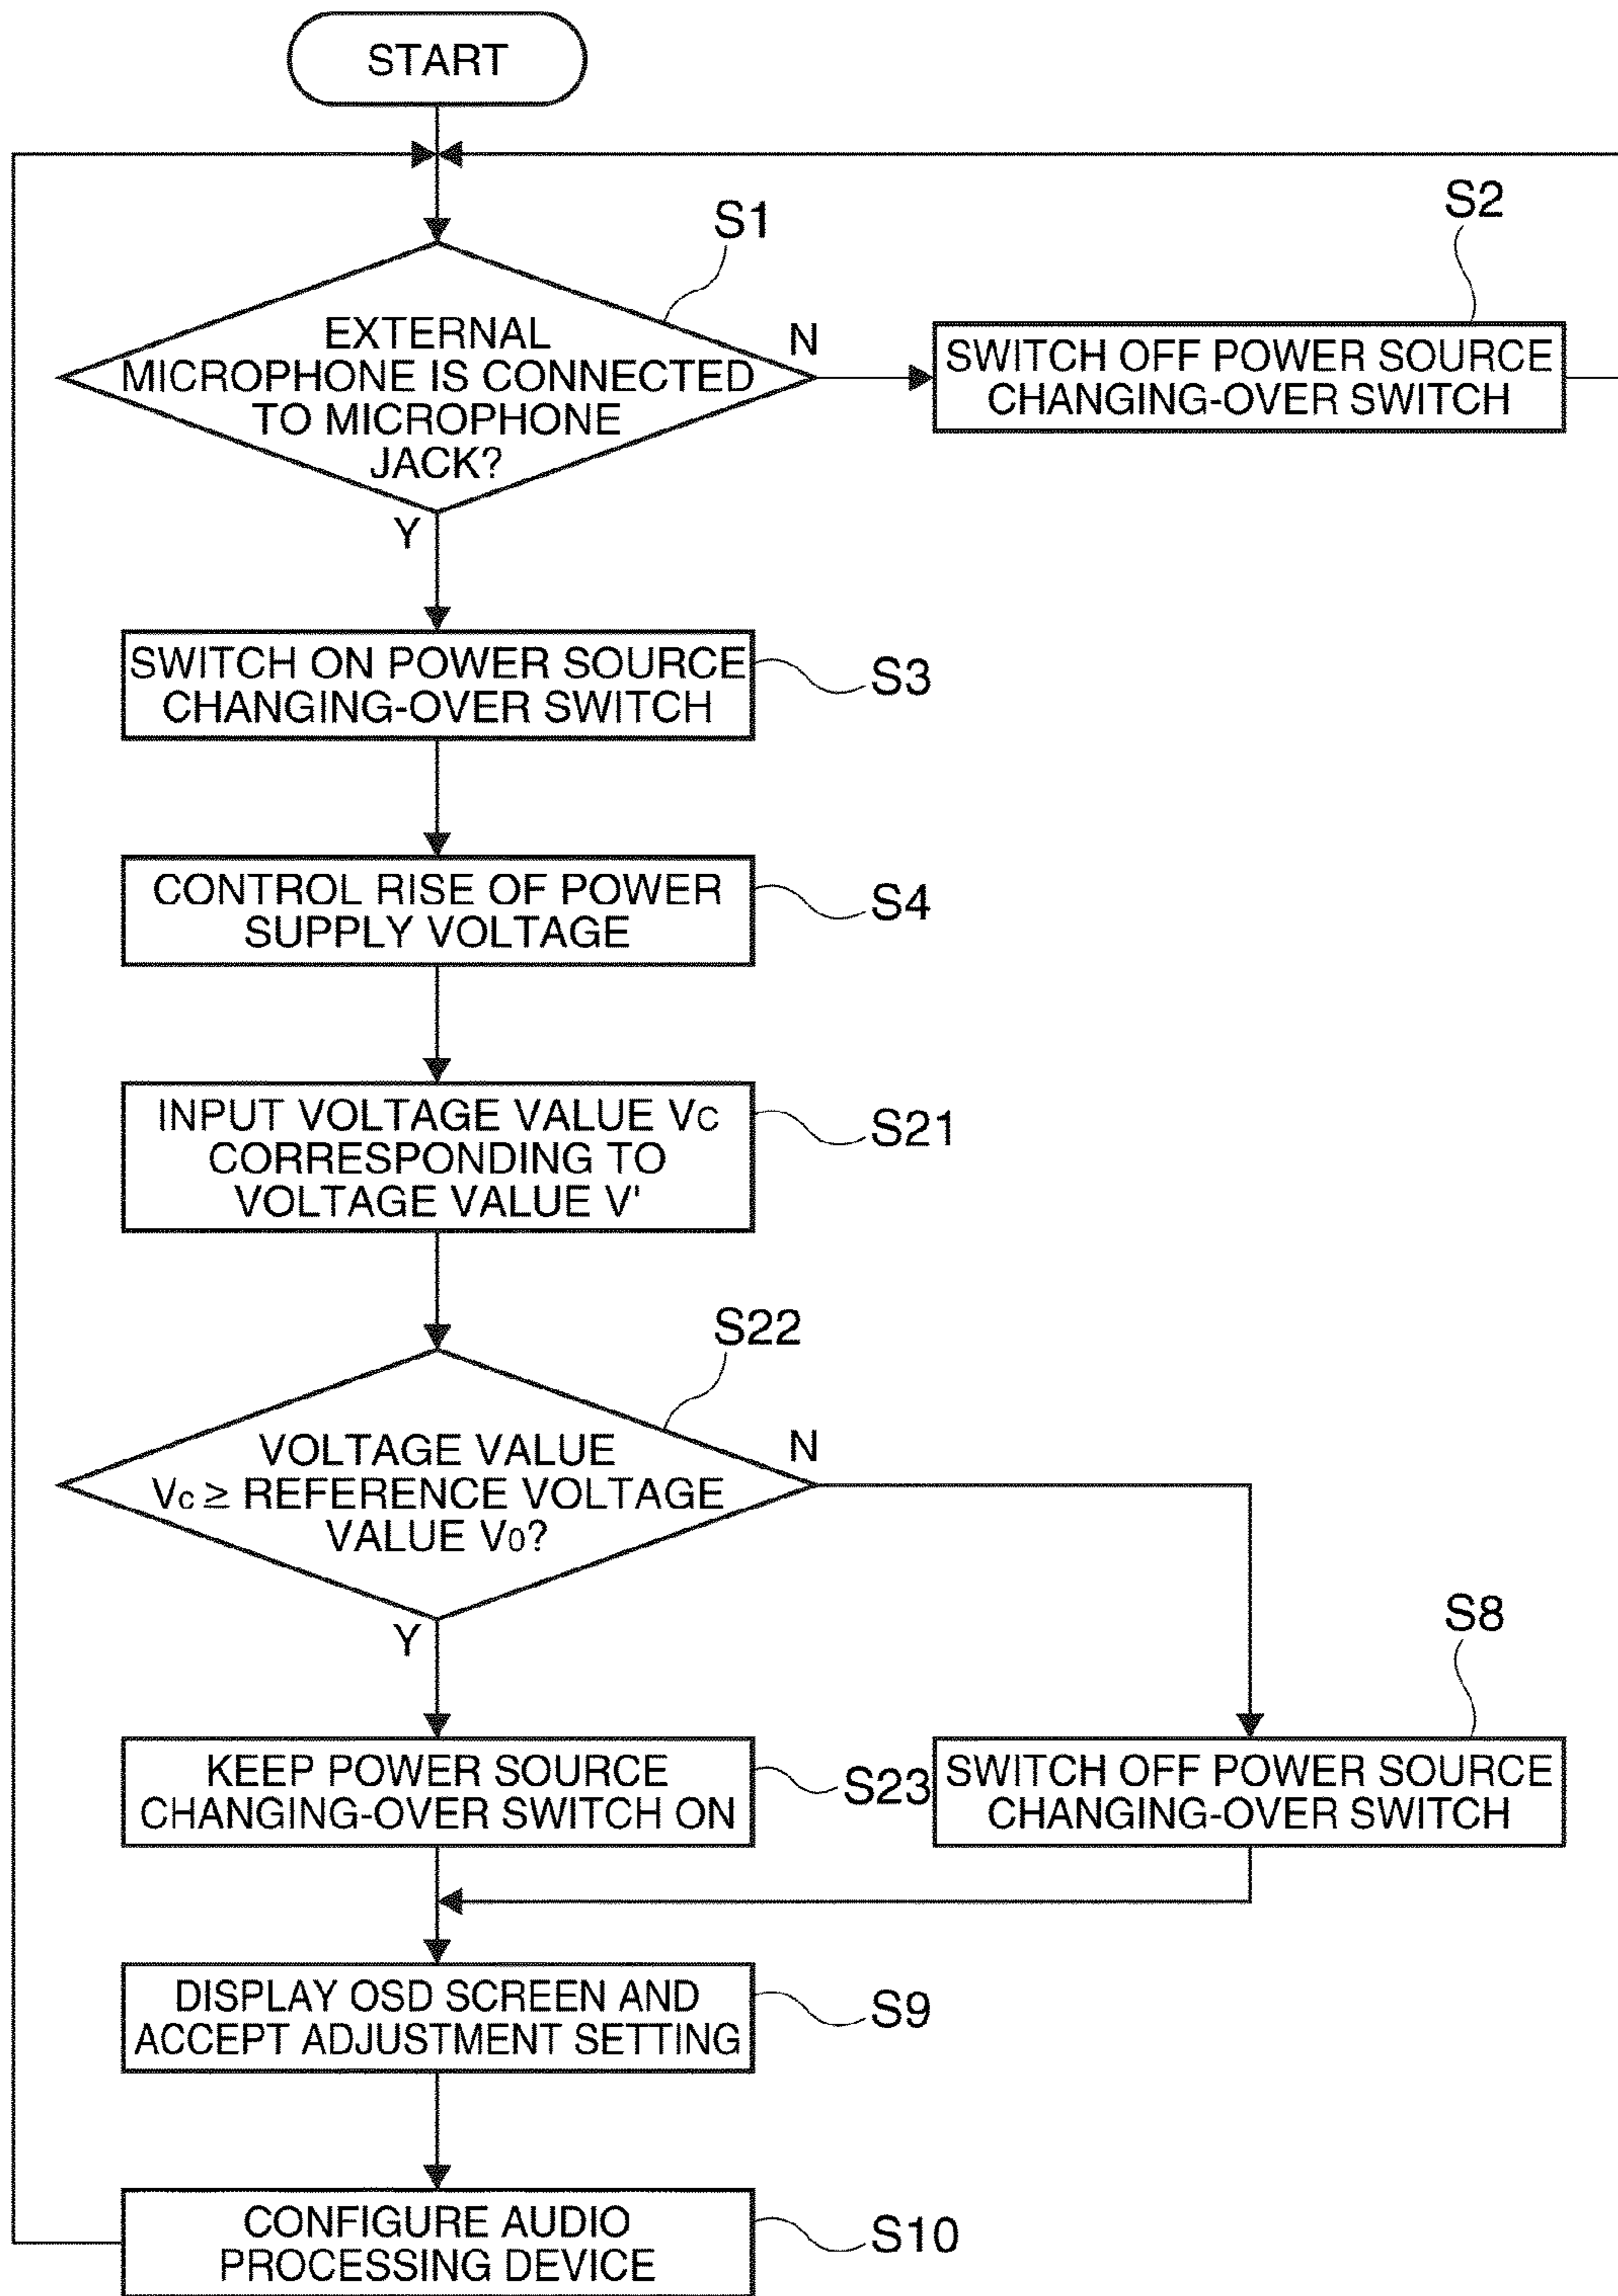 START
S1
EXTERNAL
MICROPHONE IS CONNECTED
TO MICROPHONE
JACK?
N
Y
S2
SWITCH OFF POWER SOURCE
CHANGING-OVER SWITCH
SWITCH ON POWER SOURCE
CHANGING-OVER SWITCH
S3
CONTROL RISE OF POWER
SUPPLY VOLTAGE
S4
INPUT VOLTAGE VALUE VC
CORRESPONDING TO
VOLTAGE VALUE V'
S21
S22
VOLTAGE VALUE
Vc ≥ REFERENCE VOLTAGE
VALUE V0?
N
Y
KEEP POWER SOURCE
CHANGING-OVER SWITCH ON
S23
S8
SWITCH OFF POWER SOURCE
CHANGING-OVER SWITCH
DISPLAY OSD SCREEN AND
ACCEPT ADJUSTMENT SETTING
S9
CONFIGURE AUDIO
PROCESSING DEVICE
S10